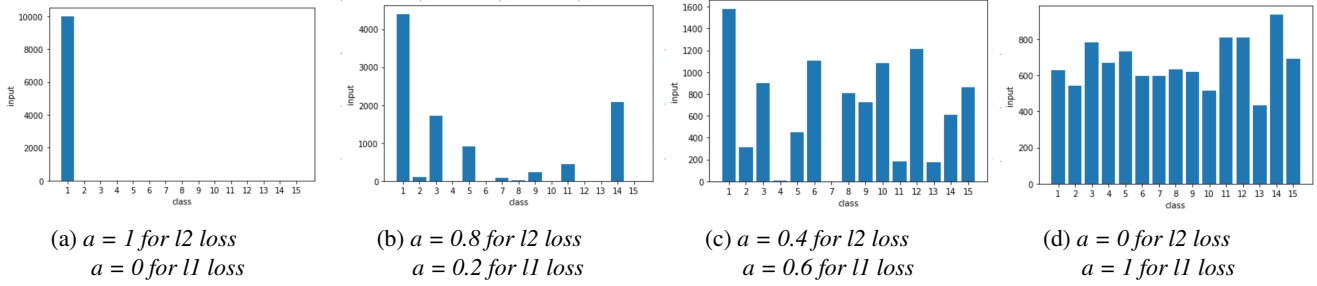 10000
8000
6000
4000
2000
0
input
1 2 3 4 5 6 7 8 9 10 11 12 13 14 15
class
(a) a = 1 for l2 loss
a = 0 for l1 loss
4000
3000
2000
1000
0
input
1 2 3 4 5 6 7 8 9 10 11 12 13 14 15
class
(b) a = 0.8 for l2 loss
a = 0.2 for l1 loss
1600
1400
1200
1000
800
600
400
200
0
input
1 2 3 4 5 6 7 8 9 10 11 12 13 14 15
class
(c) a = 0.4 for l2 loss
a = 0.6 for l1 loss
800
600
400
200
0
input
1 2 3 4 5 6 7 8 9 10 11 12 13 14 15
class
(d) a = 0 for l2 loss
a = 1 for l1 loss